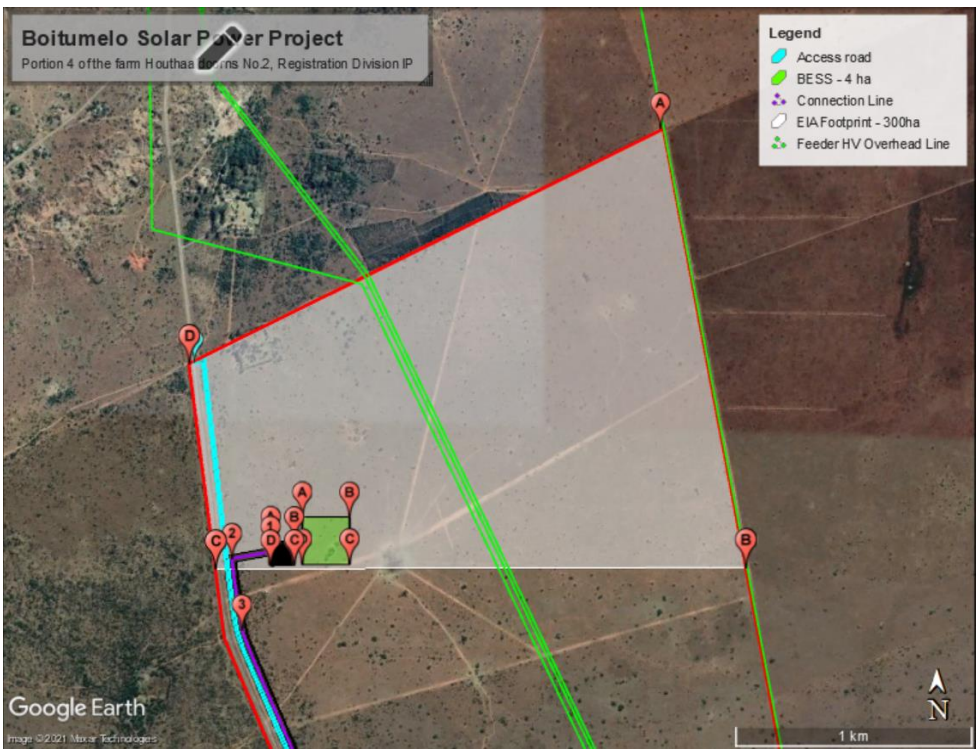 Boitumelo Solar Power Project
Portion 4 of the farm Houthaaldoorns No.2, Registration Division IP
Legend
Access road
BESS - 4 ha
Connection Line
EIA Footprint - 300ha
Feeder HV Overhead Line
A
D
A
B
A
B
1
2
C
D
C
C
B
3
Google Earth
Image © 2021 Maxar Technologies
N
1 km